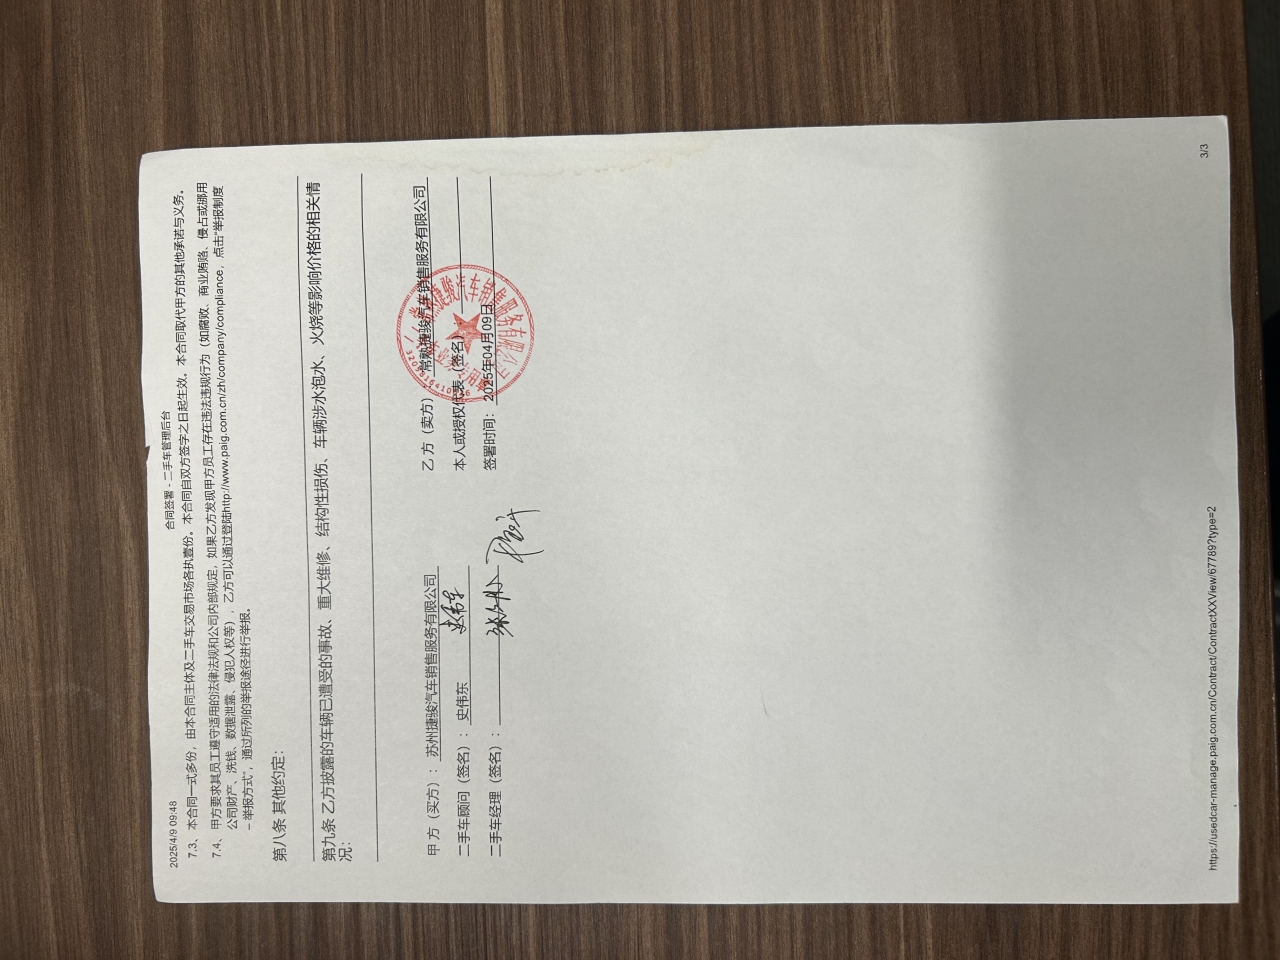 2025/4/9 09:48
合同签署 - 二手车管理后台
7.3、本合同一式多份，由本合同主体及二手车交易市场各执壹份。本合同自双方签字之日起生效。本合同取代甲方的其他承诺与义务。
7.4、甲方要求其员工遵守适用的法律法规和公司内部规定，如果乙方发现甲方员工存在违法违规行为（如腐败、商业贿赂、侵占或挪用
公司财产、洗钱、数据泄露、侵犯人权等），乙方可以通过登陆http://www.paig.com.cn/zh/company/compliance，点击“举报制度
– 举报方式”，通过所列的举报途径进行举报。
第八条 其他约定：
第九条 乙方披露的车辆已遭受的事故、重大维修、结构性损伤、车辆涉水泡水、火烧等影响价格的相关情
况：
甲 方（买方）：苏州捷骏汽车销售服务有限公司
二手车顾问（签名）：史伟东
二手车经理（签名）：
乙 方（卖方）：常熟捷骏汽车销售服务有限公司
本人或授权代表（签名）
签署时间：2025年04月09日
常熟捷骏汽车销售服务有限公司
https://usedcar-manage.paig.com.cn/Contract/ContractXXView/67789?type=2
3/3